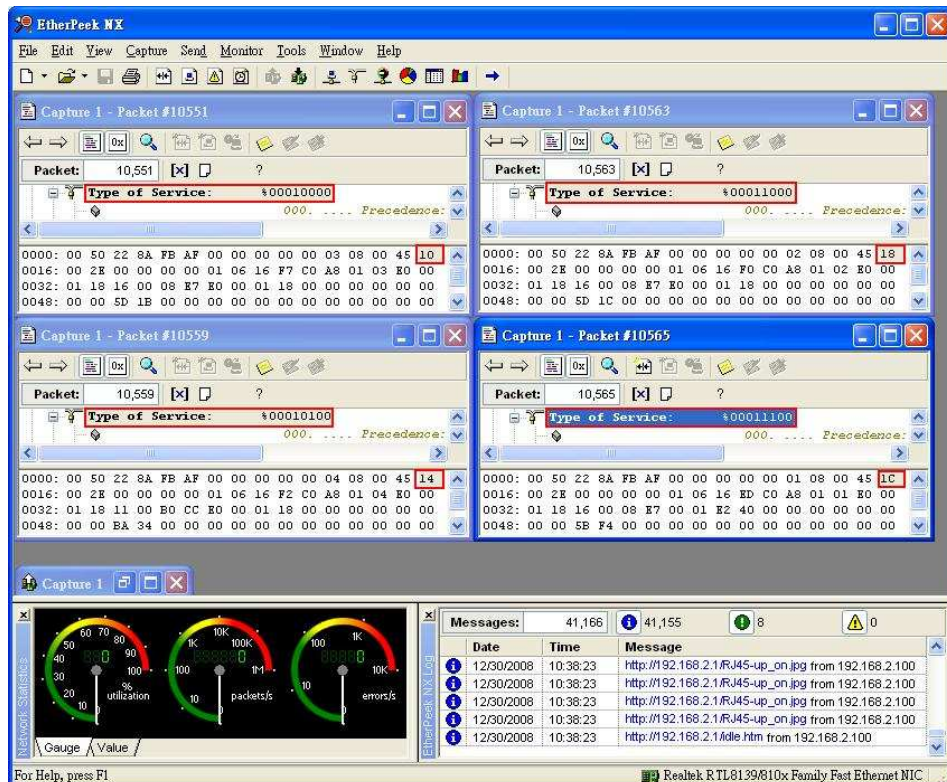 EtherPeek NX
File Edit View Capture Send Monitor Tools Window Help
Capture 1 - Packet #10551
Packet: 10,551 [x] ?
Type of Service: %00010000
000. .... Precedence:
0000: 00 50 22 8A FB AF 00 00 00 00 00 03 08 00 45 10
0016: 00 2E 00 00 00 00 01 06 16 F7 C0 A8 01 03 E0 00
0032: 01 18 16 00 08 E7 E0 00 01 18 00 00 00 00 00 00
0048: 00 00 5D 1B 00 00 00 00 00 00 00 00 00 00 00 00
Capture 1 - Packet #10563
Packet: 10,563 [x] ?
Type of Service: %00011000
000. .... Precedence:
0000: 00 50 22 8A FB AF 00 00 00 00 00 02 08 00 45 18
0016: 00 2E 00 00 00 00 01 06 16 F0 C0 A8 01 02 E0 00
0032: 01 18 16 00 08 E7 E0 00 01 18 00 00 00 00 00 00
0048: 00 00 5D 1C 00 00 00 00 00 00 00 00 00 00 00 00
Capture 1 - Packet #10559
Packet: 10,559 [x] ?
Type of Service: %00010100
000. .... Precedence:
0000: 00 50 22 8A FB AF 00 00 00 00 00 04 08 00 45 14
0016: 00 2E 00 00 00 00 01 06 16 F2 C0 A8 01 04 E0 00
0032: 01 18 11 00 B0 CC E0 00 01 18 00 00 00 00 00 00
0048: 00 00 BA 34 00 00 00 00 00 00 00 00 00 00 00 00
Capture 1 - Packet #10565
Packet: 10,565 [x] ?
Type of Service: %00011100
000. .... Precedence:
0000: 00 50 22 8A FB AF 00 00 00 00 00 01 08 00 45 1C
0016: 00 2E 00 00 00 00 01 06 16 ED C0 A8 01 01 E0 00
0032: 01 18 16 00 08 E7 00 01 E2 40 00 00 00 00 00 00
0048: 00 00 5B F4 00 00 00 00 00 00 00 00 00 00 00 00
Capture 1
Network Statistics
10 20 30 40 50 60 70 80 90 100
% utilization
10 100 1K 10K 100K 1M
packets/s
10 100 1K 10K
errors/s
Gauge Value
EtherPeek NX Log
Messages: 41,166 41,155 8 0
Date Time Message
12/30/2008 10:38:23 http://192.168.2.1/RJ45-up_on.jpg from 192.168.2.100
12/30/2008 10:38:23 http://192.168.2.1/RJ45-up_on.jpg from 192.168.2.100
12/30/2008 10:38:23 http://192.168.2.1/RJ45-up_on.jpg from 192.168.2.100
12/30/2008 10:38:23 http://192.168.2.1/RJ45-up_on.jpg from 192.168.2.100
12/30/2008 10:38:23 http://192.168.2.1/idle.htm from 192.168.2.100
For Help, press F1
Realtek RTL8139/810x Family Fast Ethernet NIC